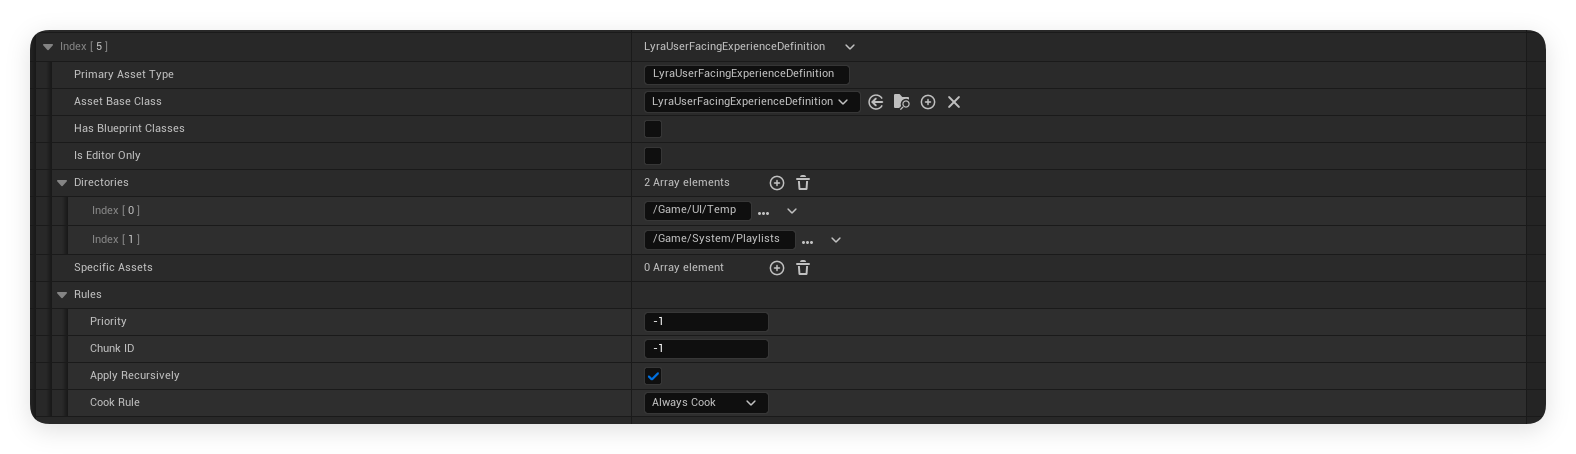 Index [ 5 ] LyraUserFacingExperienceDefinition
Primary Asset Type LyraUserFacingExperienceDefinition
Asset Base Class LyraUserFacingExperienceDefinition
Has Blueprint Classes
Is Editor Only
Directories 2 Array elements
Index [ 0 ] /Game/UI/Temp ...
Index [ 1 ] /Game/System/Playlists ...
Specific Assets 0 Array element
Rules
Priority -1
Chunk ID -1
Apply Recursively
Cook Rule Always Cook